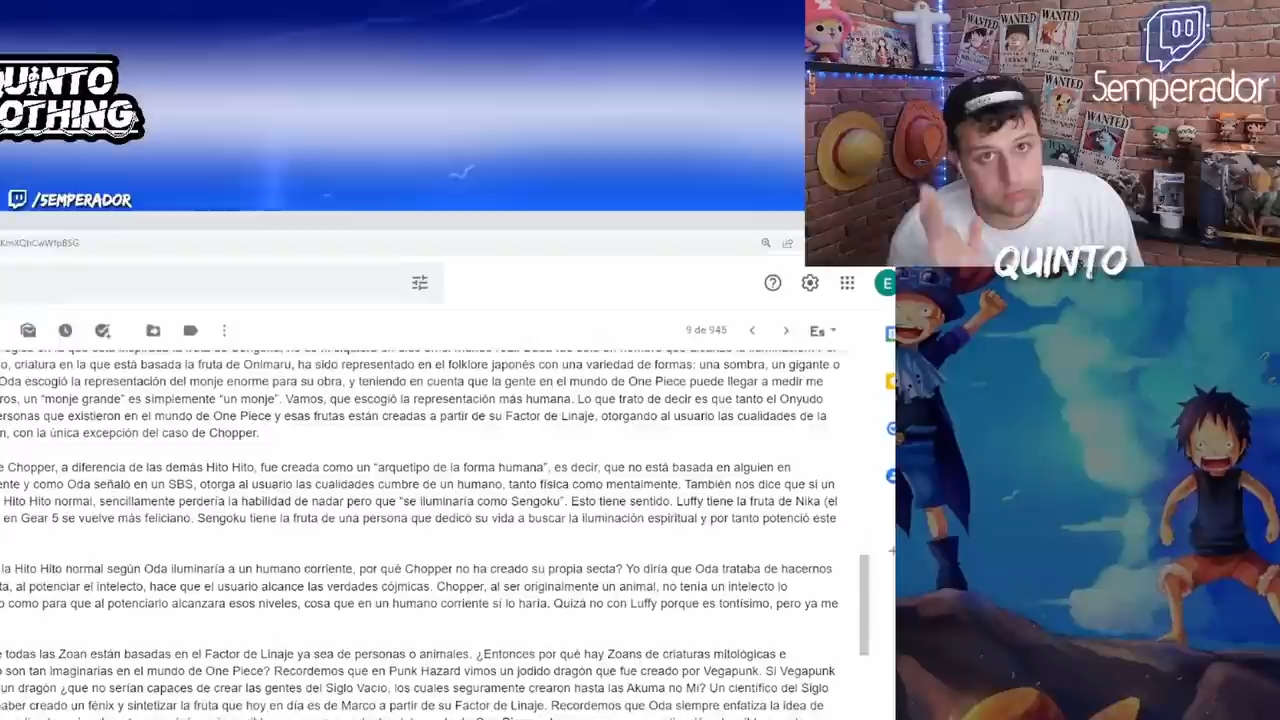 QUINTO
OTHING
/5EMPERADOR
WANTED
WANTED
WANTED
WANTED
WANTED
5emperador
QUINTO
KmXQhCwWfpBSG
E
9 de 945
Es
o, criatura en la que está basada la fruta de Onimaru, ha sido representado en el folklore japonés con una variedad de formas: una sombra, un gigante o
Oda escogió la representación del monje enorme para su obra, y teniendo en cuenta que la gente en el mundo de One Piece puede llegar a medir me
ros, un “monje grande” es simplemente “un monje”. Vamos, que escogió la representación más humana. Lo que trato de decir es que tanto el Onyudo
ersonas que existieron en el mundo de One Piece y esas frutas están creadas a partir de su Factor de Linaje, otorgando al usuario las cualidades de la
n, con la única excepción del caso de Chopper.
e Chopper, a diferencia de las demás Hito Hito, fue creada como un “arquetipo de la forma humana”, es decir, que no está basada en alguien en
ente y como Oda señaló en un SBS, otorga al usuario las cualidades cumbre de un humano, tanto física como mentalmente. También nos dice que si un
Hito Hito normal, sencillamente perdería la habilidad de nadar pero que “se iluminaría como Sengoku”. Esto tiene sentido. Luffy tiene la fruta de Nika (el
en Gear 5 se vuelve más feliciano. Sengoku tiene la fruta de una persona que dedicó su vida a buscar la iluminación espiritual y por tanto potenció este
la Hito Hito normal según Oda iluminaría a un humano corriente, por qué Chopper no ha creado su propia secta? Yo diría que Oda trataba de hacernos
ta, al potenciar el intelecto, hace que el usuario alcance las verdades cójmicas. Chopper, al ser originalmente un animal, no tenía un intelecto lo
o como para que al potenciarlo alcanzara esos niveles, cosa que en un humano corriente sí lo haría. Quizá no con Luffy porque es tontísimo, pero ya me
e todas las Zoan están basadas en el Factor de Linaje ya sea de personas o animales. ¿Entonces por qué hay Zoans de criaturas mitológicas e
o son tan imaginarias en el mundo de One Piece? Recordemos que en Punk Hazard vimos un jodido dragón que fue creado por Vegapunk. Si Vegapunk
un dragón ¿que no serían capaces de crear las gentes del Siglo Vacío, los cuales seguramente crearon hasta las Akuma no Mi? Un científico del Siglo
aber creado un fénix y sintetizar la fruta que hoy en día es de Marco a partir de su Factor de Linaje. Recordemos que Oda siempre enfatiza la idea de